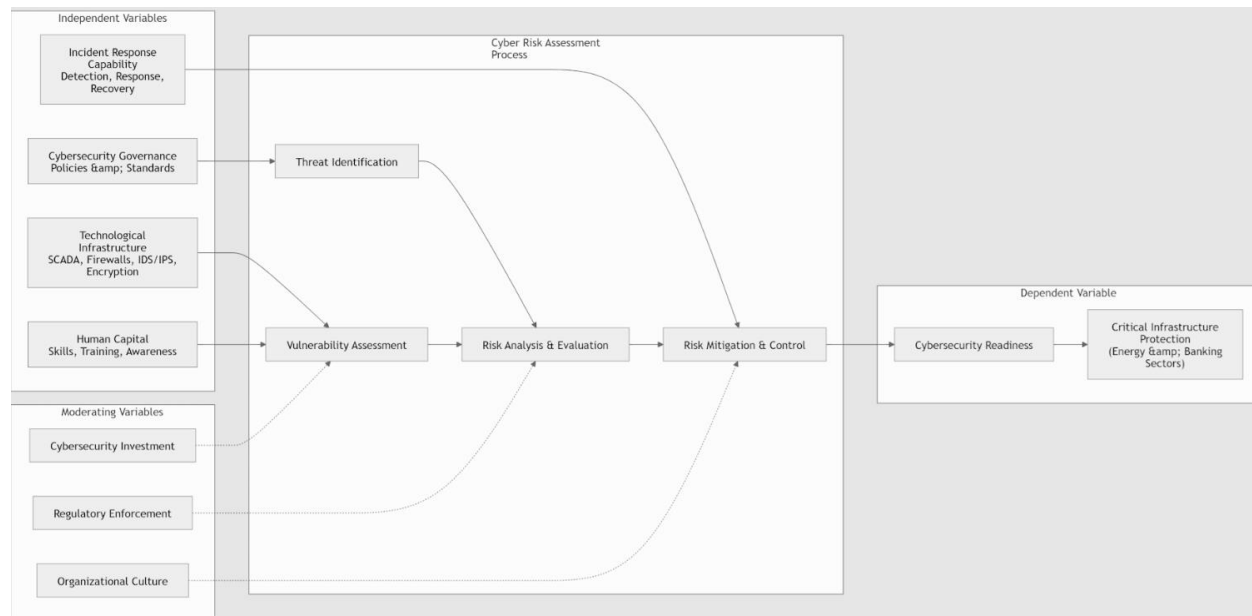 Independent Variables
Incident Response
Capability
Detection, Response,
Recovery
Cybersecurity Governance
Policies &amp; Standards
Technological
Infrastructure
SCADA, Firewalls, IDS/IPS,
Encryption
Human Capital
Skills, Training, Awareness
Moderating Variables
Cybersecurity Investment
Regulatory Enforcement
Organizational Culture
Cyber Risk Assessment
Process
Threat Identification
Vulnerability Assessment
Risk Analysis & Evaluation
Risk Mitigation & Control
Dependent Variable
Cybersecurity Readiness
Critical Infrastructure
Protection
(Energy &amp; Banking
Sectors)